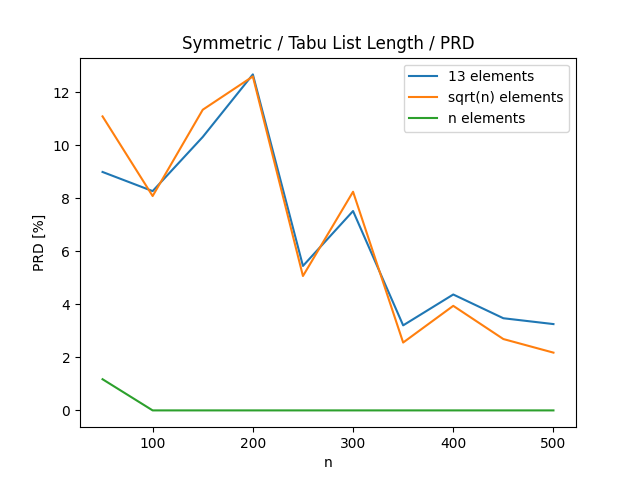 Symmetric / Tabu List Length / PRD
13 elements
sqrt(n) elements
n elements
PRD [%]
12
10
8
6
4
2
0
100 200 300 400 500
n